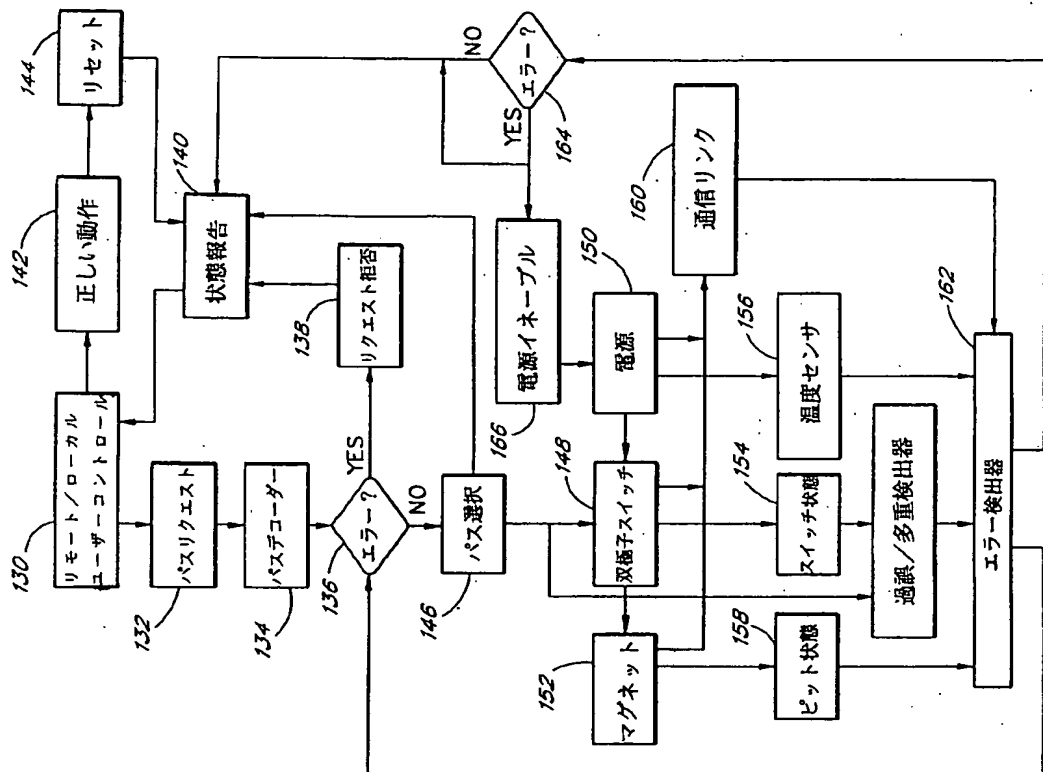 リモート/ローカル
ユーザーコントロール
130
正しい動作
142
リセット
144
パスリクエスト
132
状態報告
140
パスデコーダー
134
リクエスト拒否
138
エラー?
136
YES
NO
エラー?
164
YES
NO
パス選択
146
電源イネーブル
166
通信リンク
160
マグネット
152
双極子スイッチ
148
電源
150
ピット状態
158
スイッチ状態
154
温度センサ
156
過誤/多重検出器
エラー検出器
162